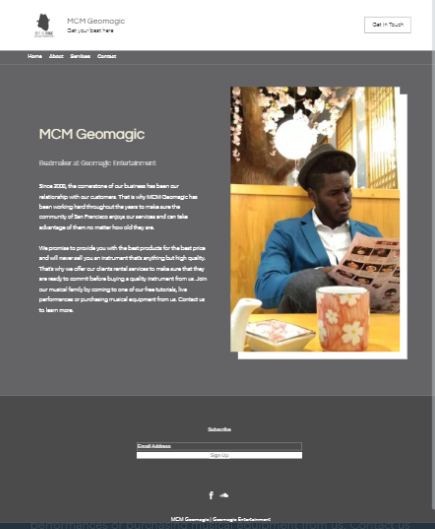 MCM Geomagic
Get your beat here
Get in Touch
Home About Services Contact
MCM Geomagic
Beatmaker at Geomagic Entertainment
Since 2008, the cornerstone of our business has been our
relationship with our customers. That is why MCM Geomagic has
been working hard throughout the years to make sure the
community of San Francisco enjoys our services and can take
advantage of them no matter how old they are.
We promise to provide you with the best products for the best price
and will never sell you an instrument that's anything but high quality.
That's why we offer our clients rental services to make sure that they
are ready to commit before buying a quality instrument from us. Join
our musical family by coming to one of our free tutorials, live
performances or purchasing musical equipment from us. Contact us
to learn more.
Subscribe
Email Address
Sign Up
MCM Geomagic | Geomagic Entertainment